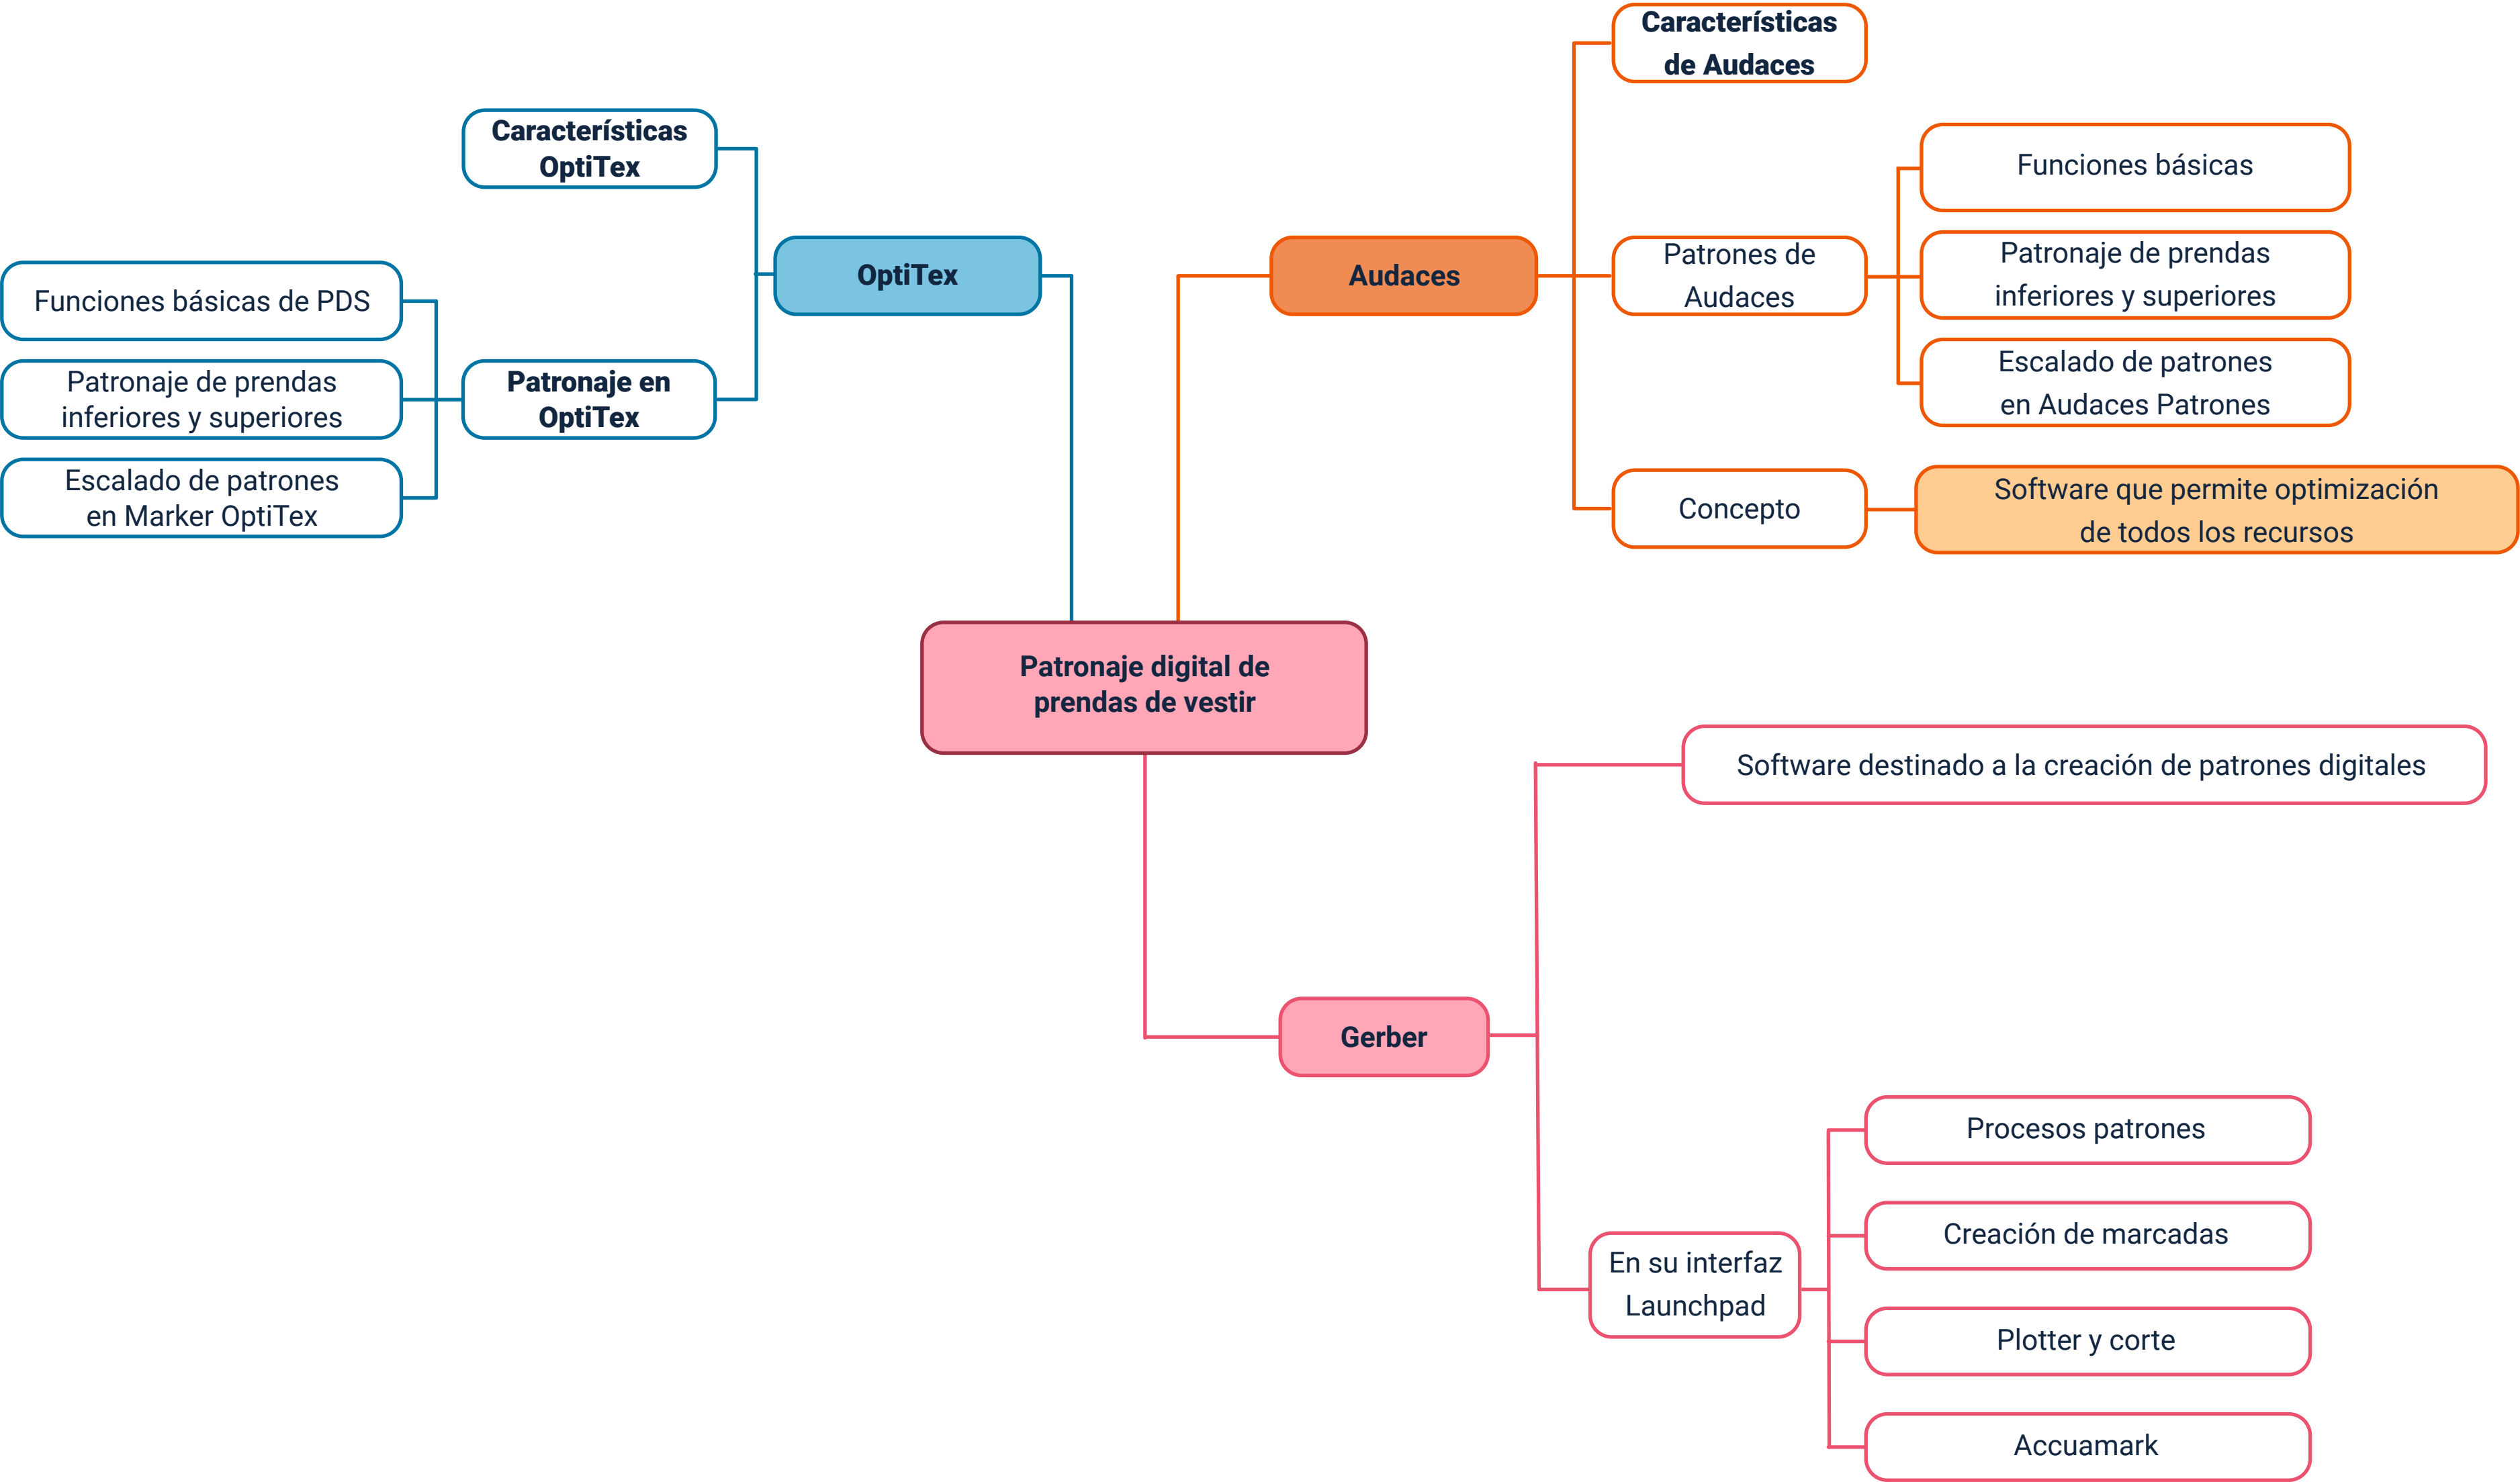 Características
OptiTex
OptiTex
Funciones básicas de PDS
Patronaje de prendas
inferiores y superiores
Patronaje en
OptiTex
Escalado de patrones
en Marker OptiTex
Características
de Audaces
Audaces
Patrones de
Audaces
Funciones básicas
Patronaje de prendas
inferiores y superiores
Escalado de patrones
en Audaces Patrones
Concepto
Software que permite optimización
de todos los recursos
Patronaje digital de
prendas de vestir
Software destinado a la creación de patrones digitales
Gerber
En su interfaz
Launchpad
Procesos patrones
Creación de marcadas
Plotter y corte
Accuamark